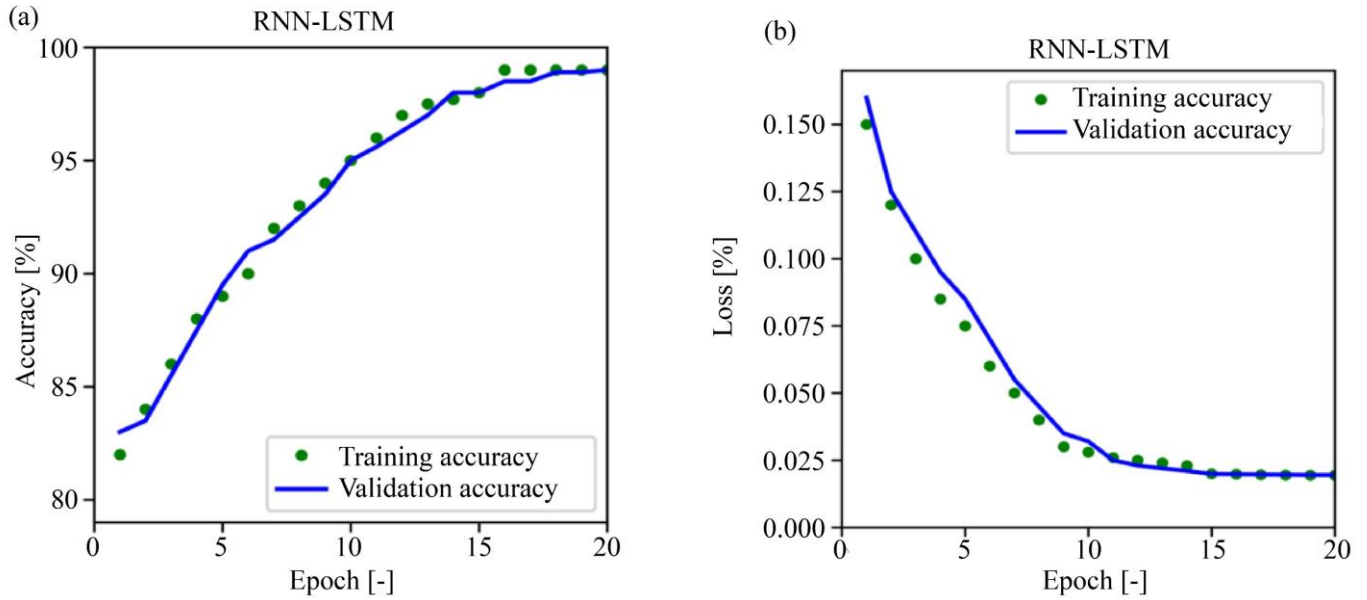 (a)
RNN-LSTM
100
95
90
85
80
Accuracy [%]
Training accuracy
Validation accuracy
0 5 10 15 20
Epoch [-]
(b)
RNN-LSTM
Training accuracy
Validation accuracy
0.150
0.125
0.100
0.075
0.050
0.025
0.000
Loss [%]
0 5 10 15 20
Epoch [-]